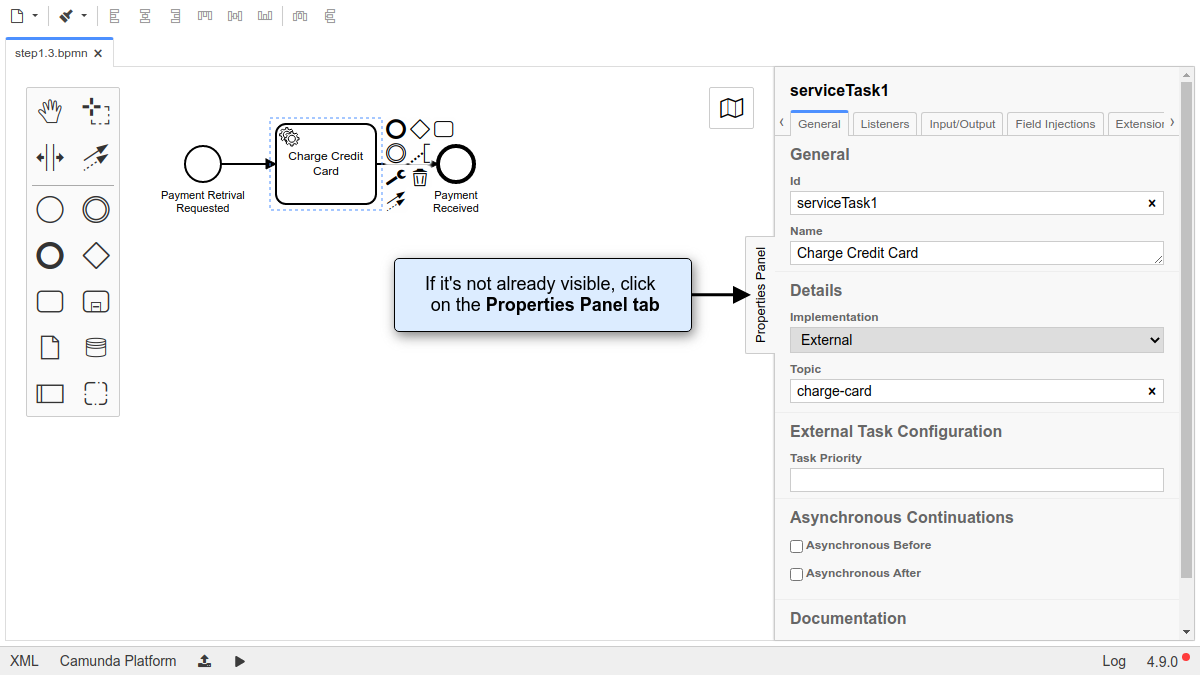 step1.3.bpmn
Payment Retrival
Requested
Charge Credit
Card
Payment
Received
If it's not already visible, click
on the Properties Panel tab
Properties Panel
serviceTask1
General
Listeners
Input/Output
Field Injections
Extension
General
Id
serviceTask1
Name
Charge Credit Card
Details
Implementation
External
Topic
charge-card
External Task Configuration
Task Priority
Asynchronous Continuations
Asynchronous Before
Asynchronous After
Documentation
XML
Camunda Platform
Log
4.9.0